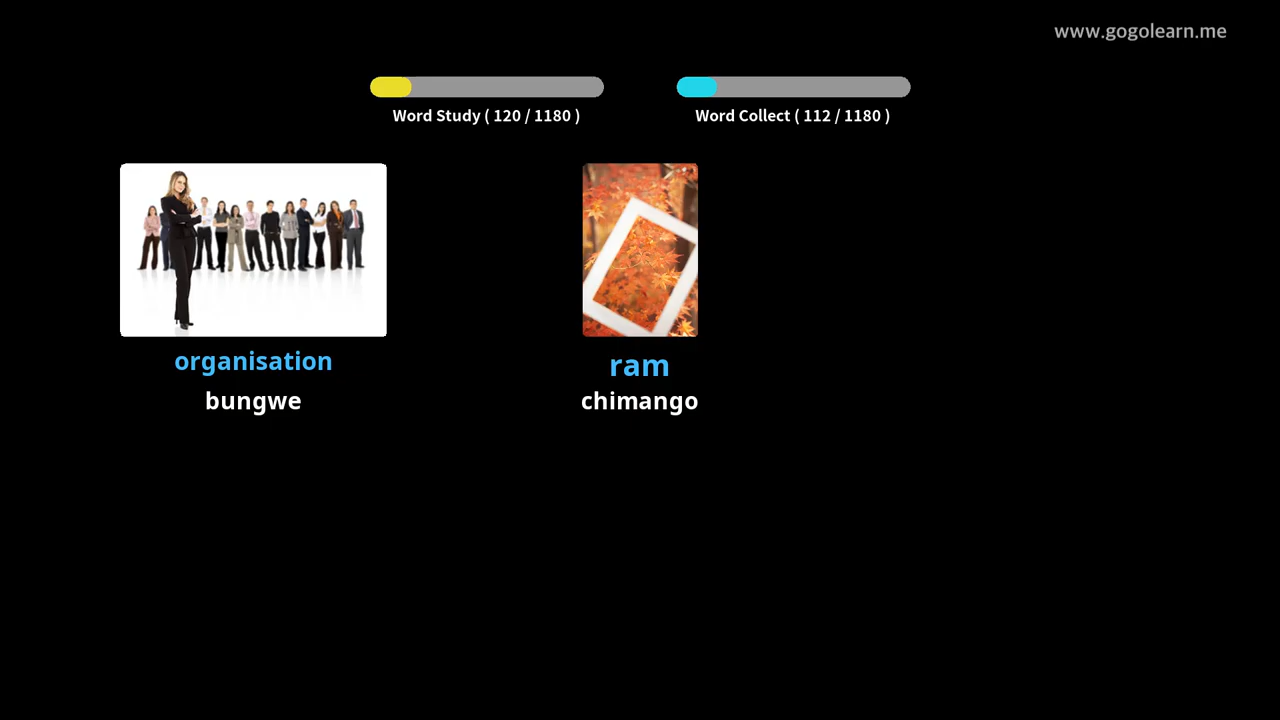 www.gogolearn.me
Word Study ( 120 / 1180 )
Word Collect ( 112 / 1180 )
organisation
bungwe
ram
chimango